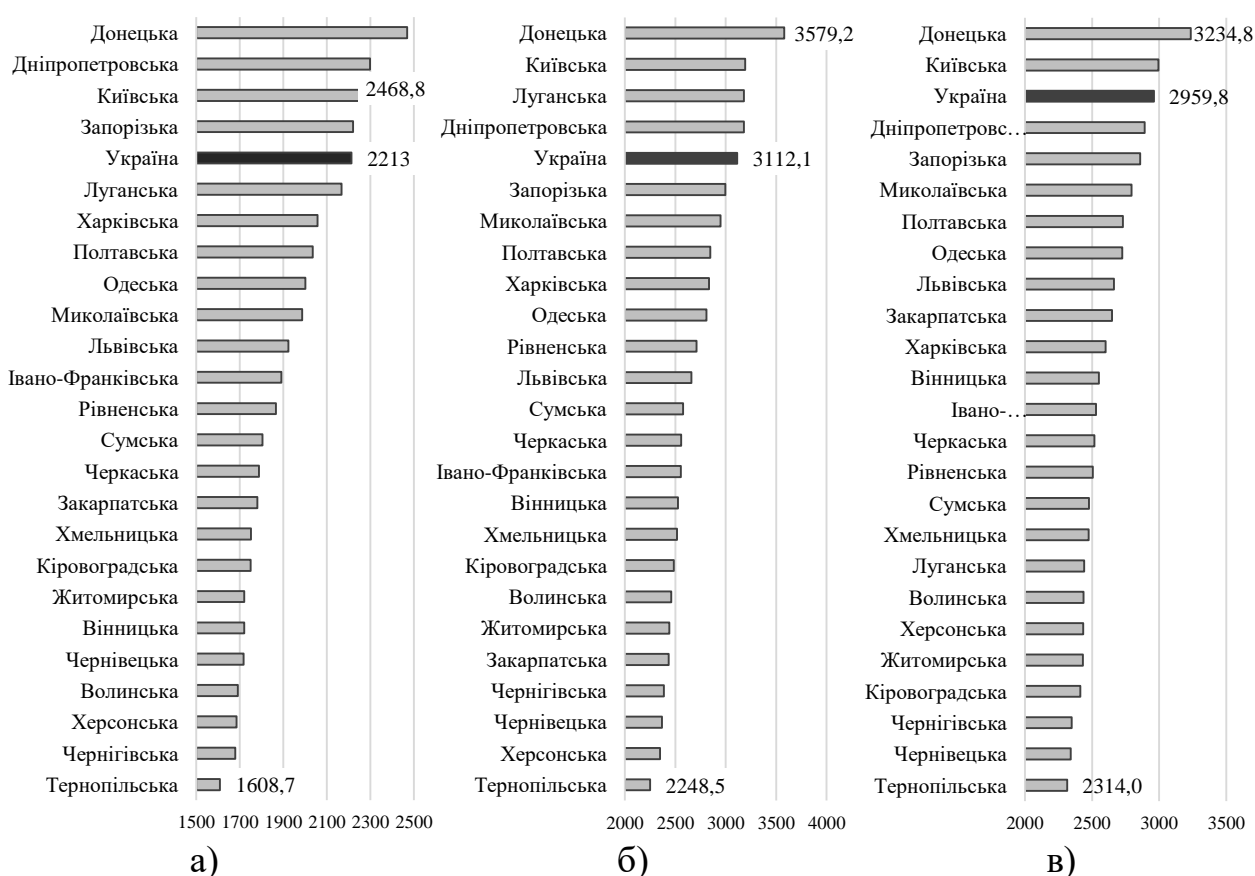 Донецька
Дніпропетровська
Київська 2468,8
Запорізька
Україна 2213
Луганська
Харківська
Полтавська
Одеська
Миколаївська
Львівська
Івано-Франківська
Рівненська
Сумська
Черкаська
Закарпатська
Хмельницька
Кіровоградська
Житомирська
Вінницька
Чернівецька
Волинська
Херсонська
Чернігівська
Тернопільська 1608,7
1500 1700 1900 2100 2300 2500
а)
Донецька 3579,2
Київська
Луганська
Дніпропетровська
Україна 3112,1
Запорізька
Миколаївська
Полтавська
Харківська
Одеська
Рівненська
Львівська
Сумська
Черкаська
Івано-Франківська
Вінницька
Хмельницька
Кіровоградська
Волинська
Житомирська
Закарпатська
Чернігівська
Чернівецька
Херсонська
Тернопільська 2248,5
2000 2500 3000 3500 4000
б)
Донецька 3234,8
Київська
Україна 2959,8
Дніпропетровс…
Запорізька
Миколаївська
Полтавська
Одеська
Львівська
Закарпатська
Харківська
Вінницька
Івано-…
Черкаська
Рівненська
Сумська
Хмельницька
Луганська
Волинська
Херсонська
Житомирська
Кіровоградська
Чернігівська
Чернівецька
Тернопільська 2314,0
2000 2500 3000 3500
в)